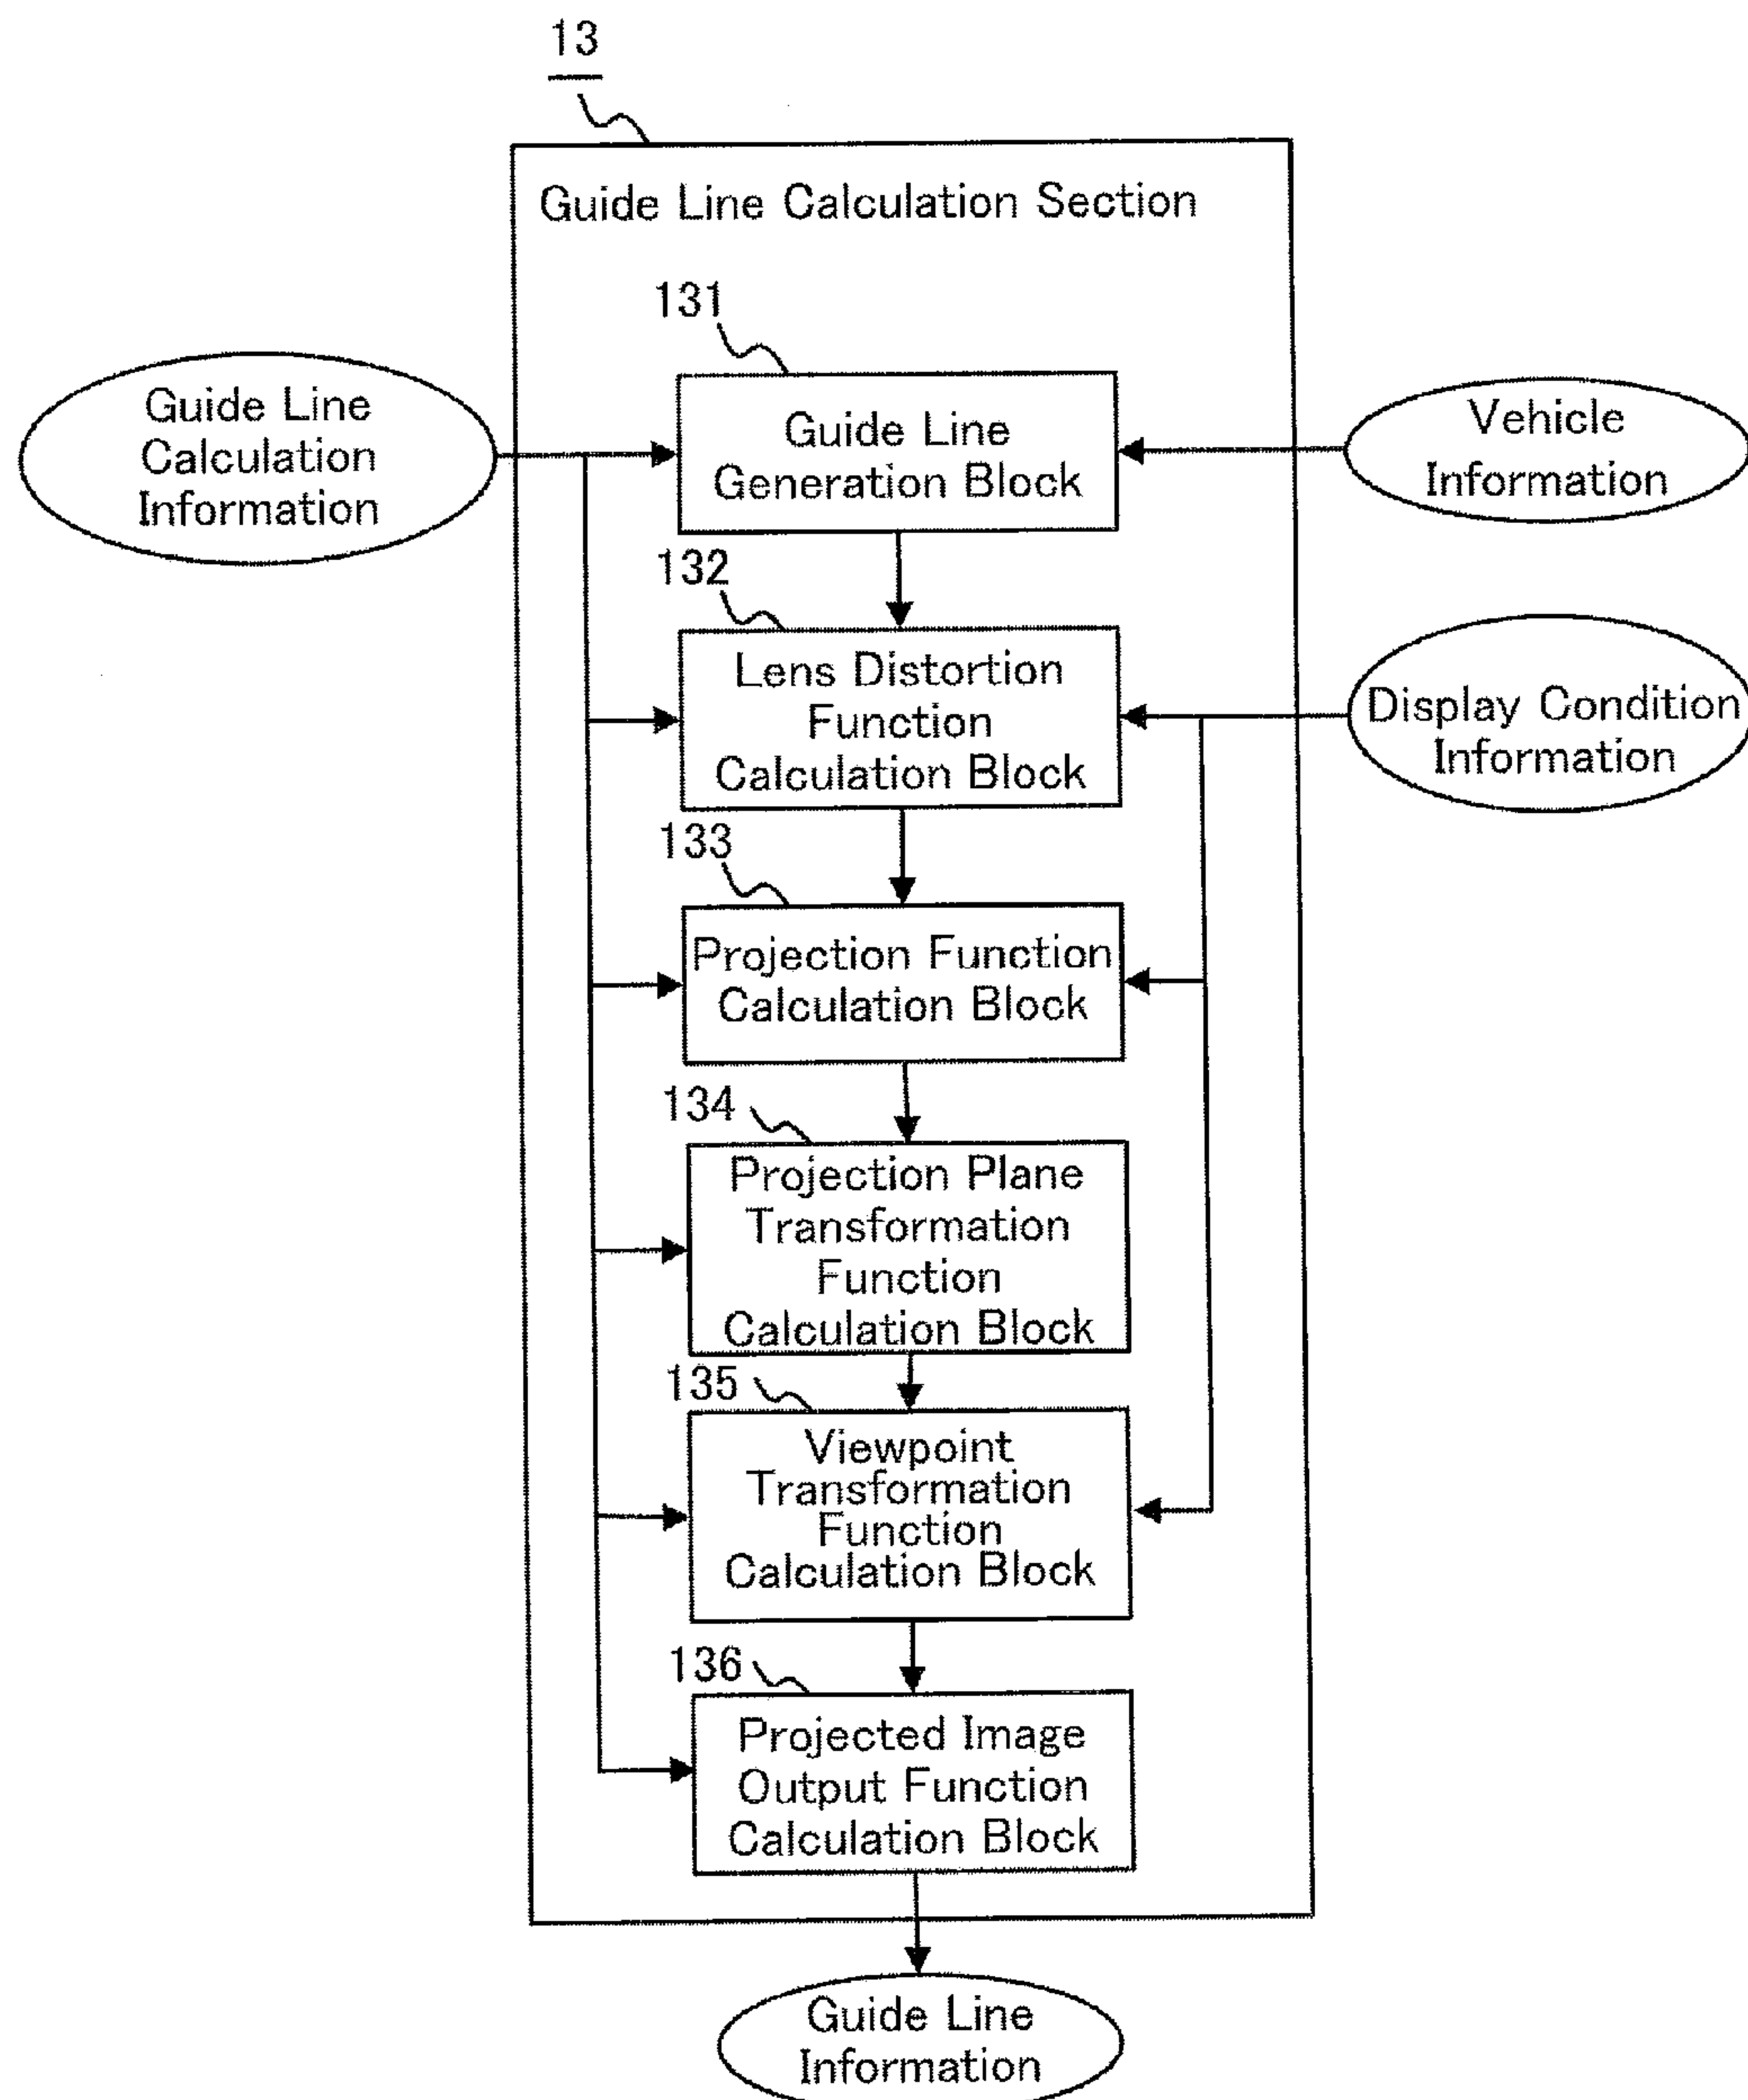 13
Guide Line Calculation Section
131
Guide Line
Calculation
Information
Guide Line
Generation Block
Vehicle
Information
132
Lens Distortion
Function
Calculation Block
Display Condition
Information
133
Projection Function
Calculation Block
134
Projection Plane
Transformation
Function
Calculation Block
135
Viewpoint
Transformation
Function
Calculation Block
136
Projected Image
Output Function
Calculation Block
Guide Line
Information